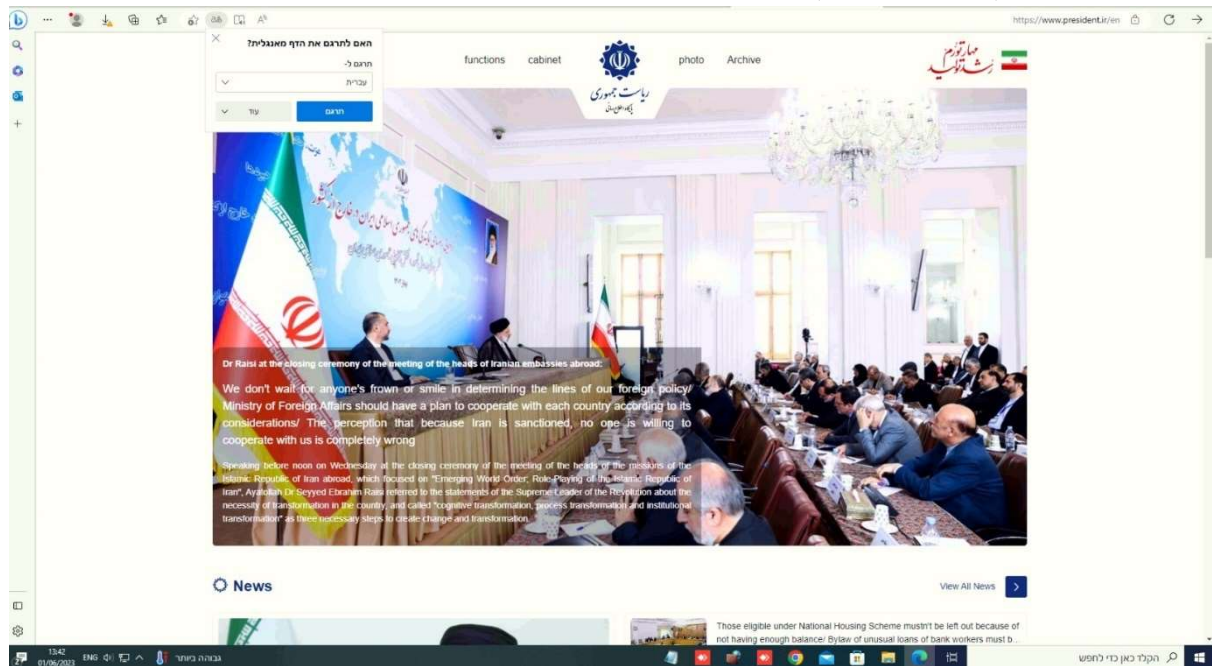 https://www.president.ir/en
האם לתרגם את הדף מאנגלית?
תרגם ל-
עברית
תרגם
עוד
functions cabinet photo Archive
ریاست جمهوری
Dr Raisi at the closing ceremony of the meeting of the heads of Iranian embassies abroad:
We don't wait for anyone's frown or smile in determining the lines of our foreign policy/
Ministry of Foreign Affairs should have a plan to cooperate with each country according to its
considerations/ The perception that because Iran is sanctioned, no one is willing to
cooperate with us is completely wrong
Speaking before noon on Wednesday at the closing ceremony of the meeting of the heads of the missions of the
Islamic Republic of Iran abroad, which focused on "Emerging World Order; Role-Playing of the Islamic Republic of
Iran", Ayatollah Dr Seyyed Ebrahim Raisi referred to the statements of the Supreme Leader of the Revolution about the
necessity of transformation in the country, and called "cognitive transformation, process transformation and institutional
transformation" as three necessary steps to create change and transformation.
News
View All News
Those eligible under National Housing Scheme mustn't be left out because of
not having enough balance/ Bylaw of unusual loans of bank workers must b...
הקלד כאן כדי לחפש
גבוהה ביותר
ENG
13:42
01/06/2023